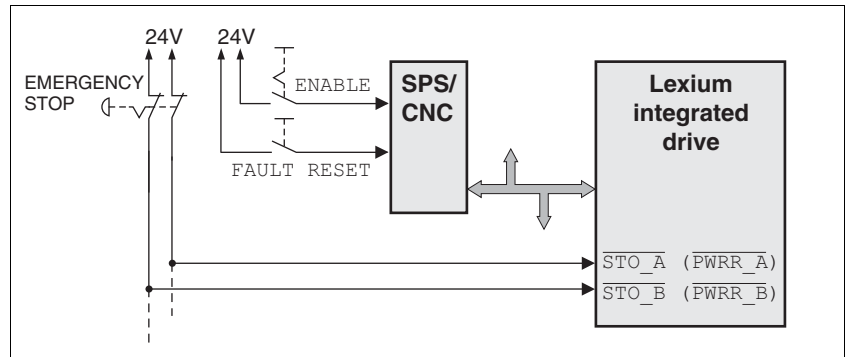 24V 24V
EMERGENCY
STOP
ENABLE
FAULT RESET
SPS/
CNC
Lexium
integrated
drive
STO_A (PWRR_A)
STO_B (PWRR_B)